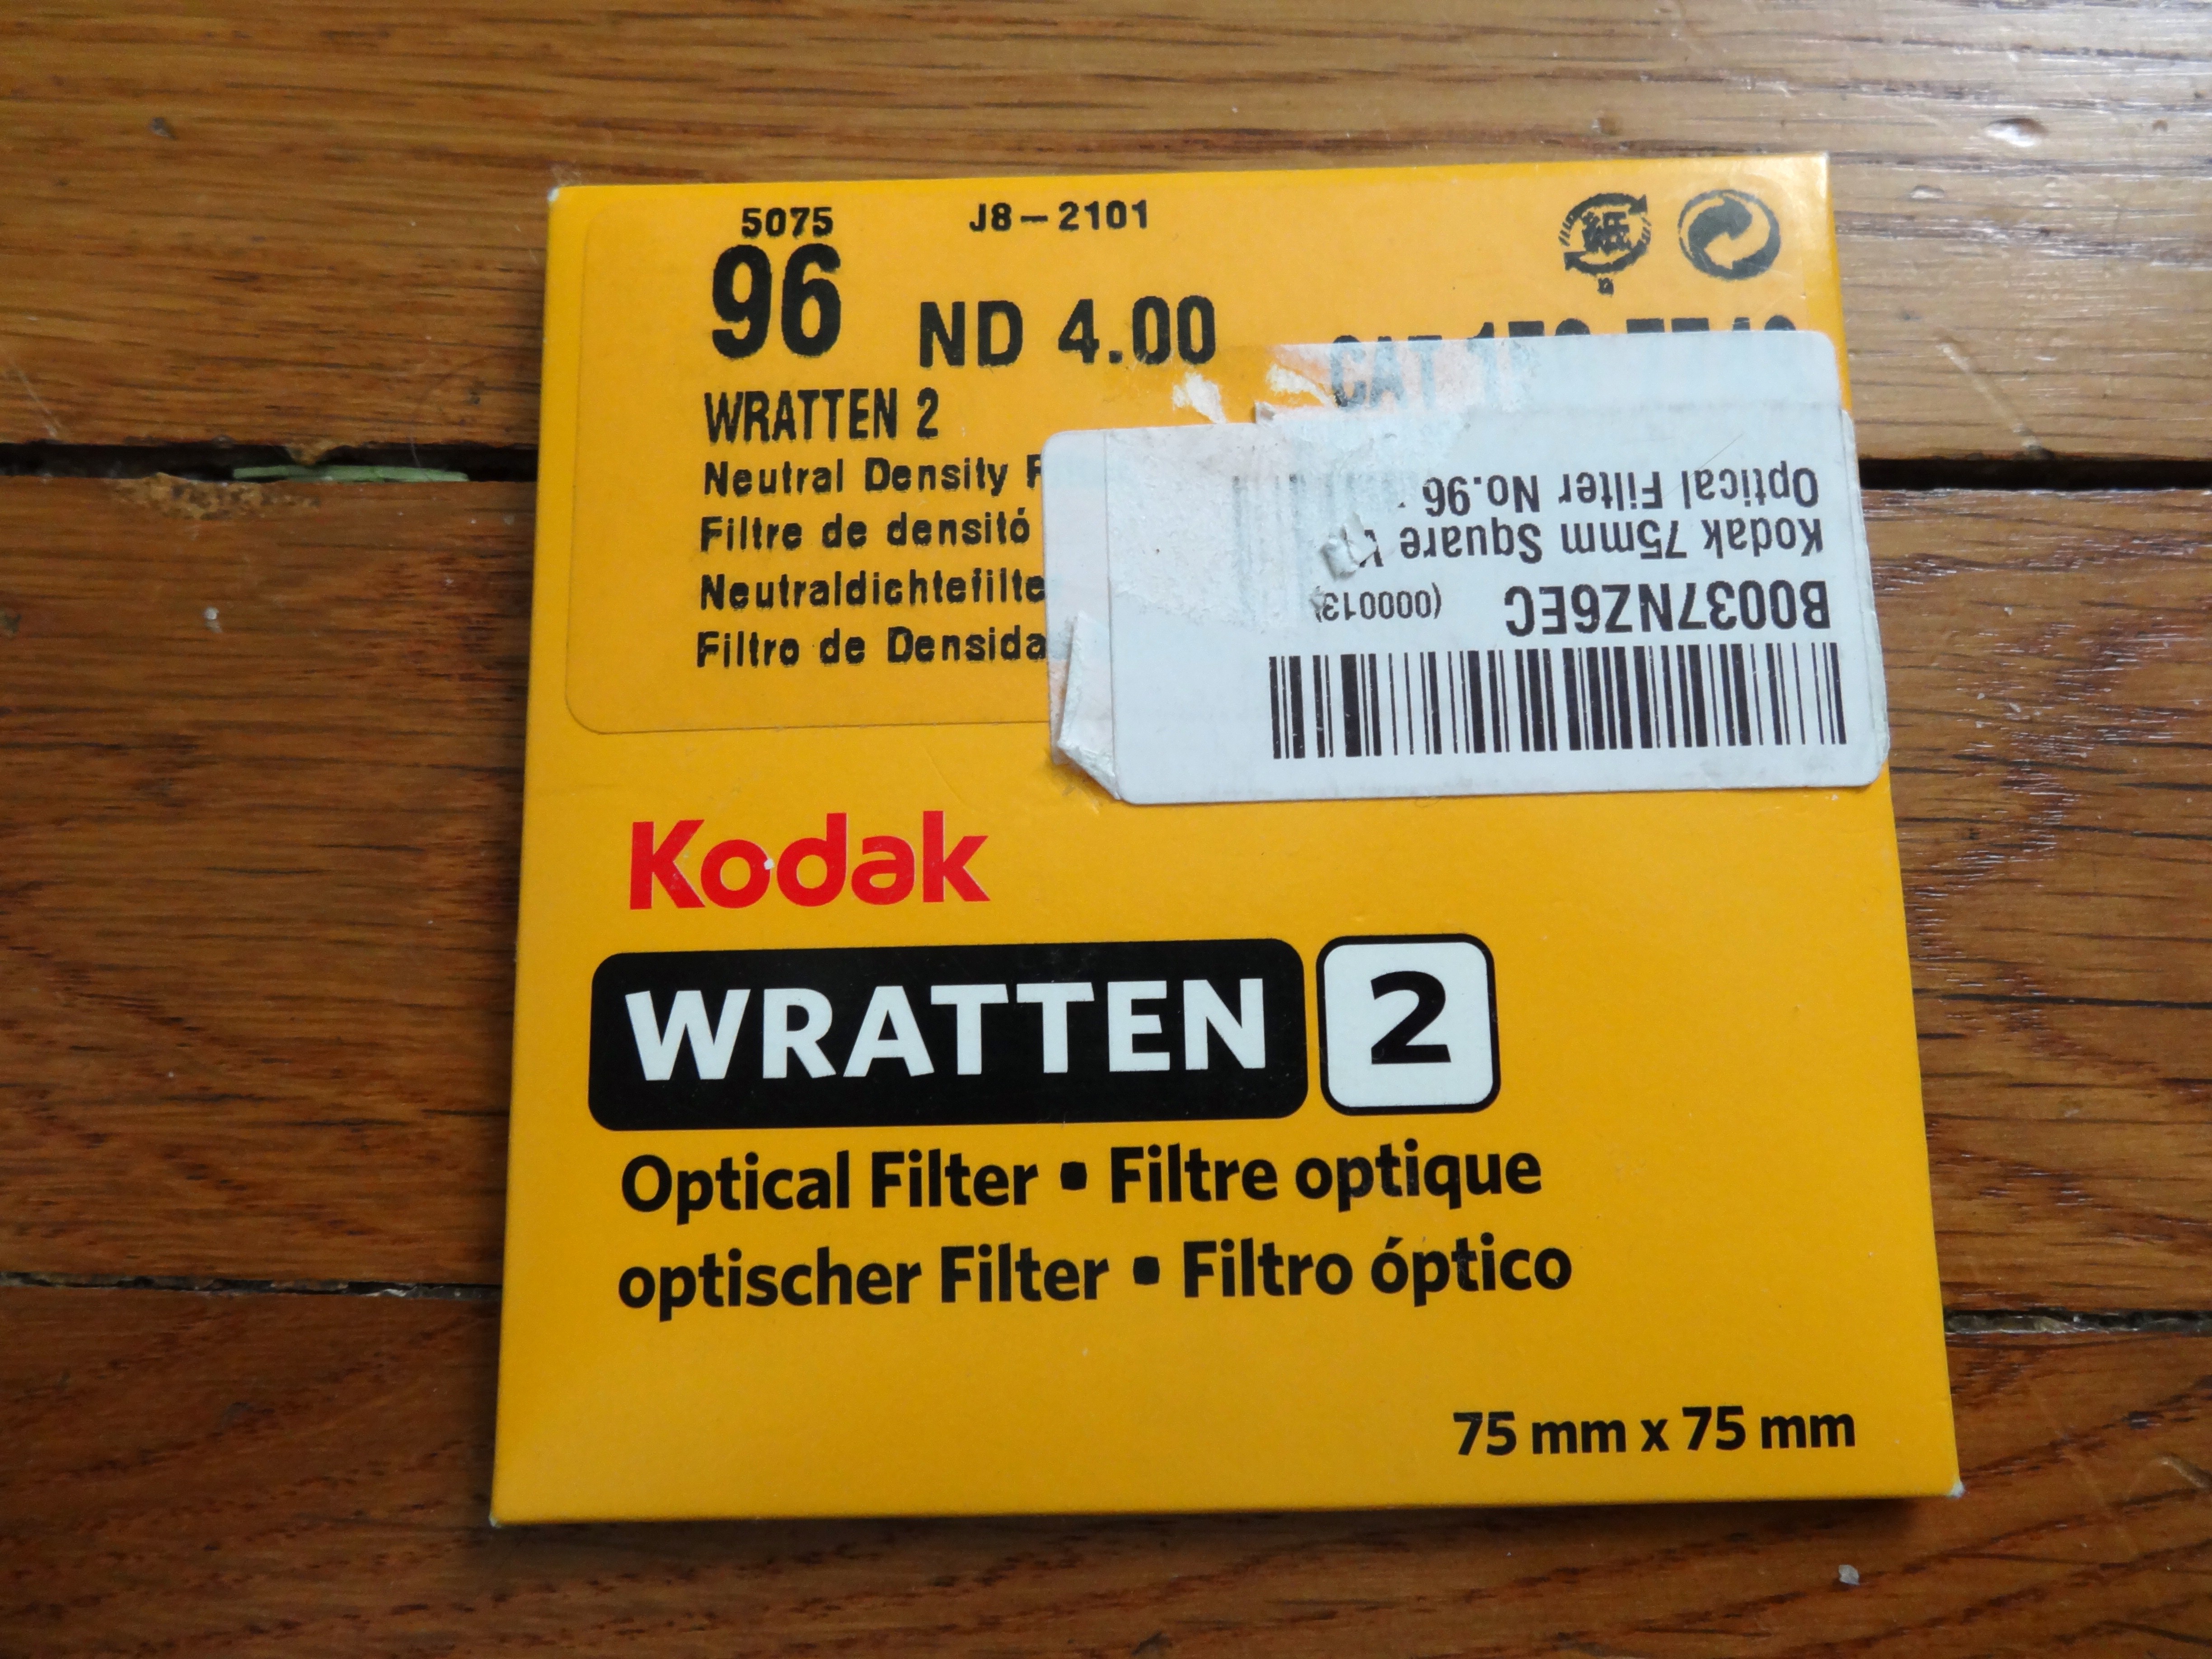 5075 J8-2101
96 ND 4.00
CAT
WRATTEN 2
Neutral Density
Filtre de densitó
Neutraldichtefilte
Filtro de Densida
B0037NZ6EC (000013)
Kodak 75mm Square
Optical Filter No.96
Kodak
WRATTEN 2
Optical Filter • Filtre optique
optischer Filter • Filtro óptico
75 mm x 75 mm